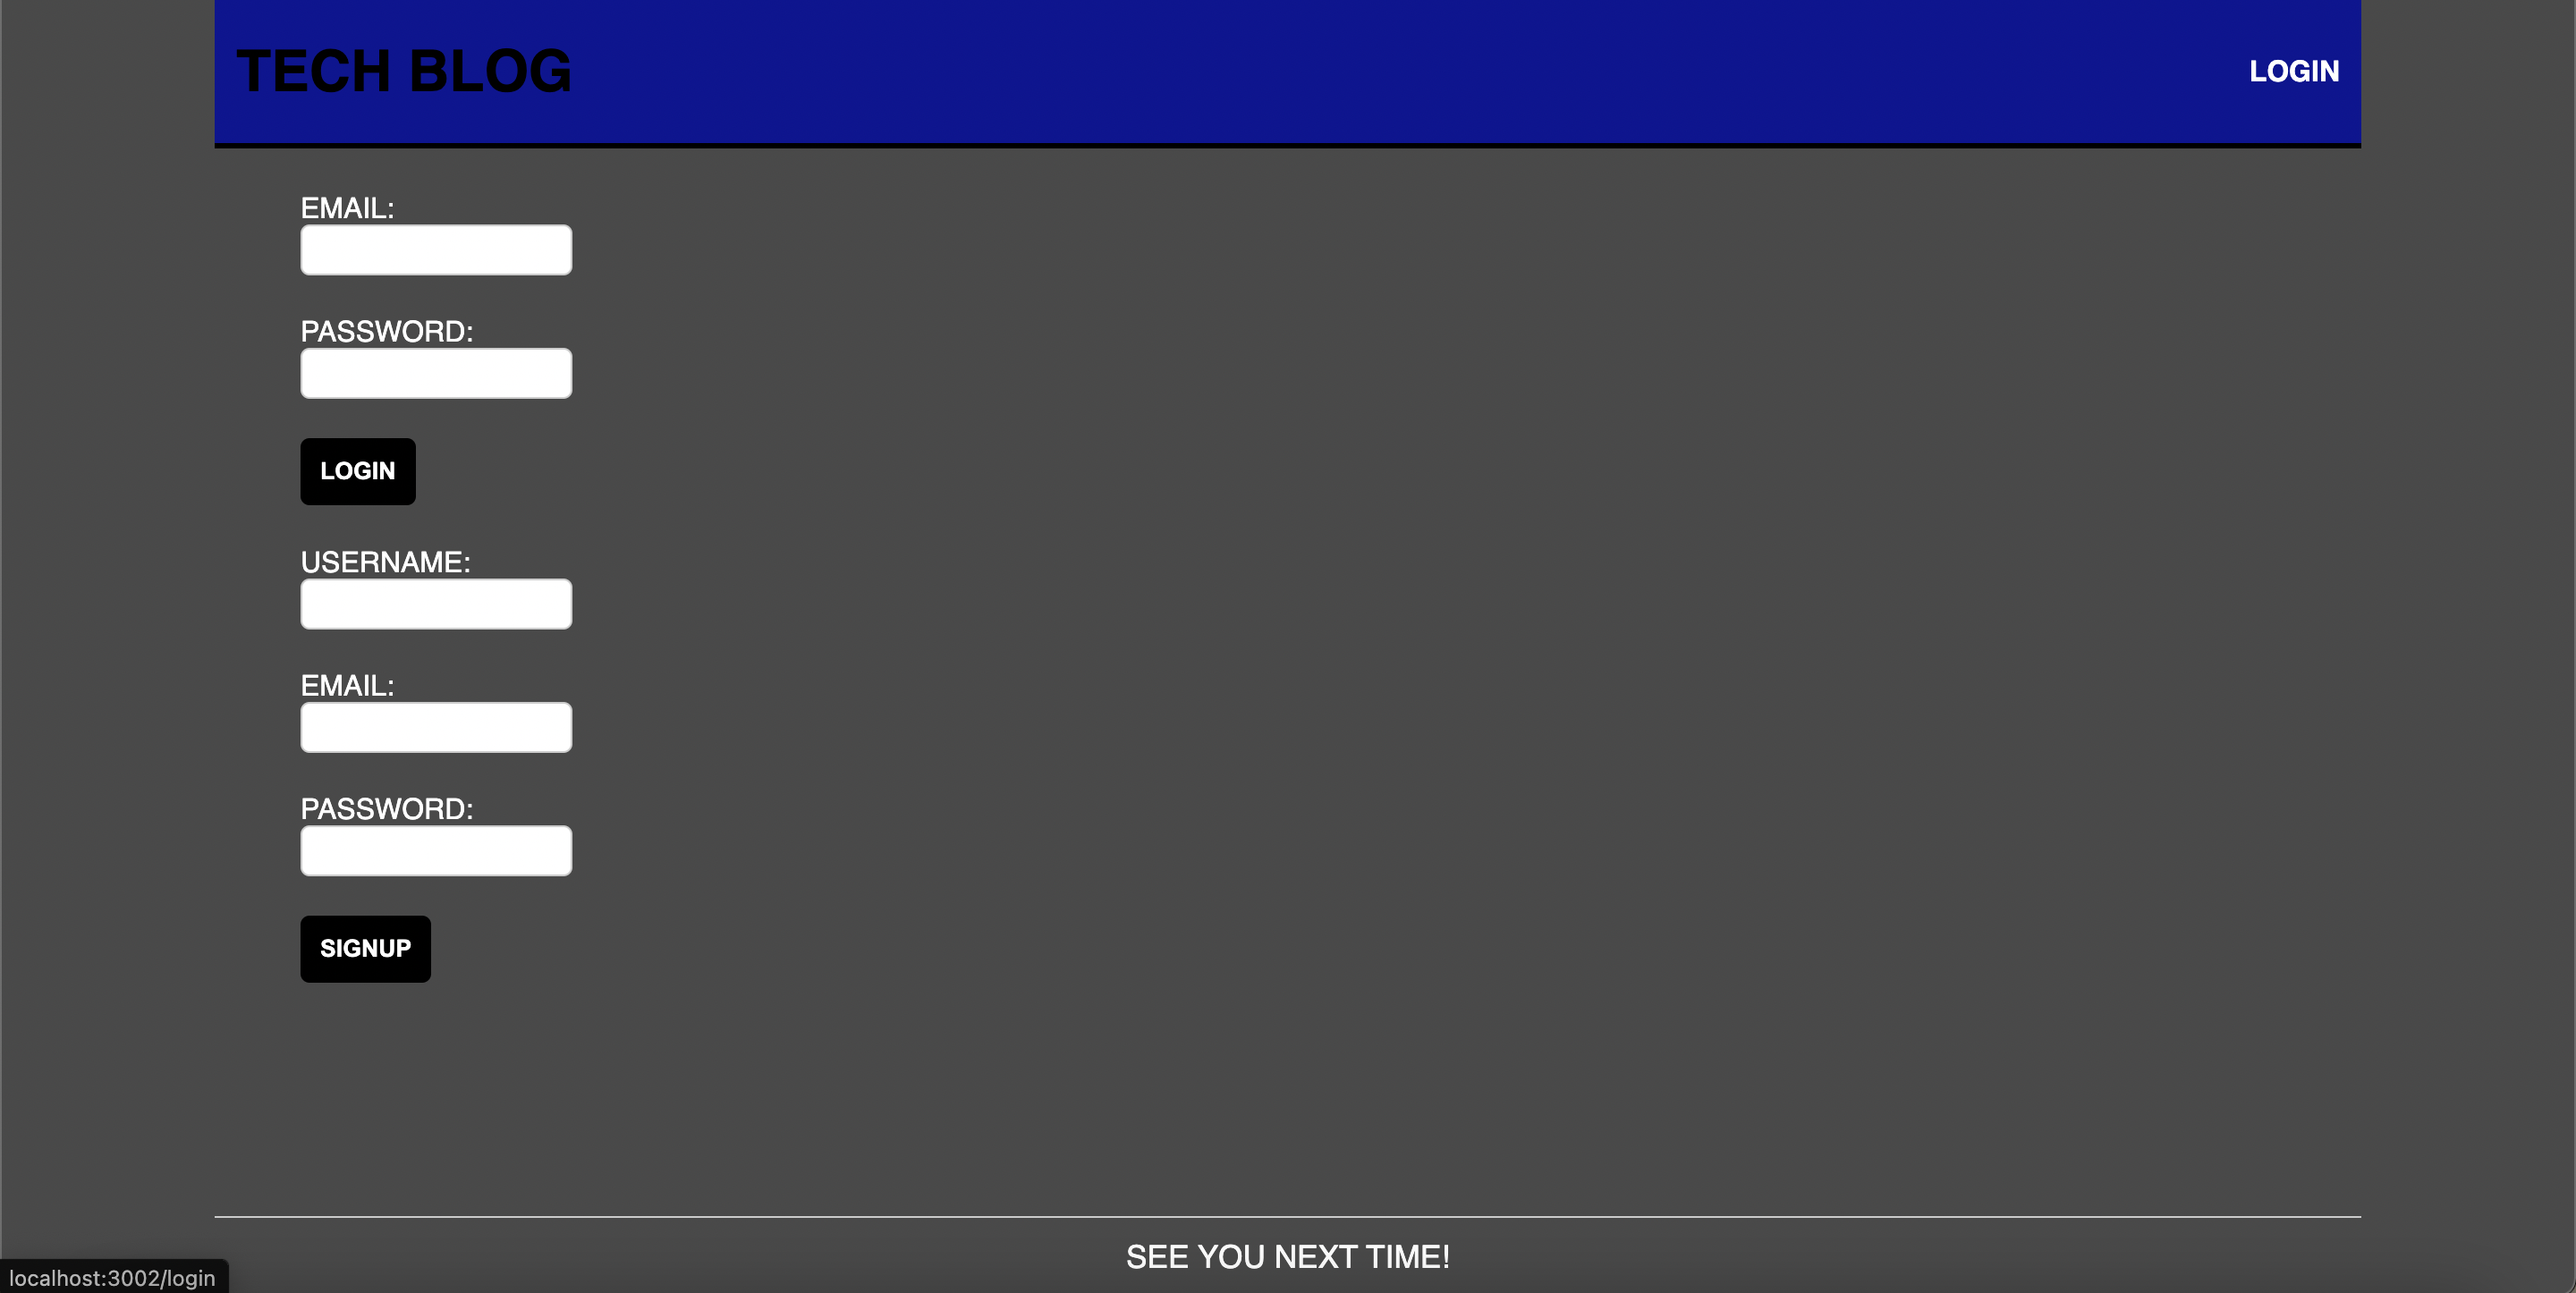 TECH BLOG
LOGIN
EMAIL:
PASSWORD:
LOGIN
USERNAME:
EMAIL:
PASSWORD:
SIGNUP
SEE YOU NEXT TIME!
localhost:3002/login